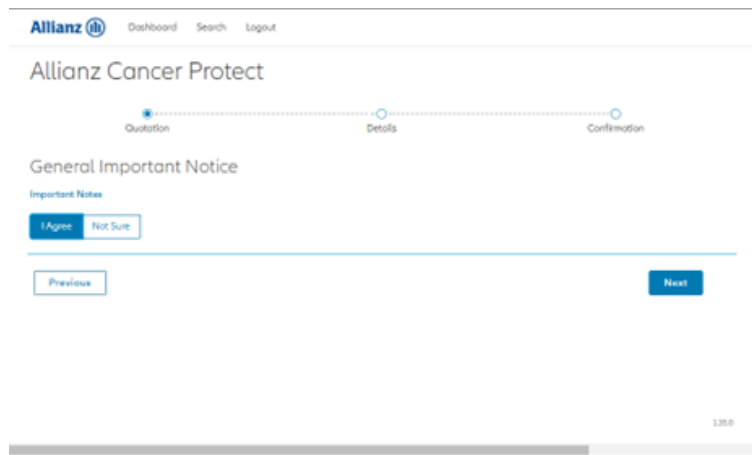 Allianz Dashboard Search Logout
Allianz Cancer Protect
Quotation Details Confirmation
General Important Notice
Important Notes
I Agree Not Sure
Previous Next
1.35.0